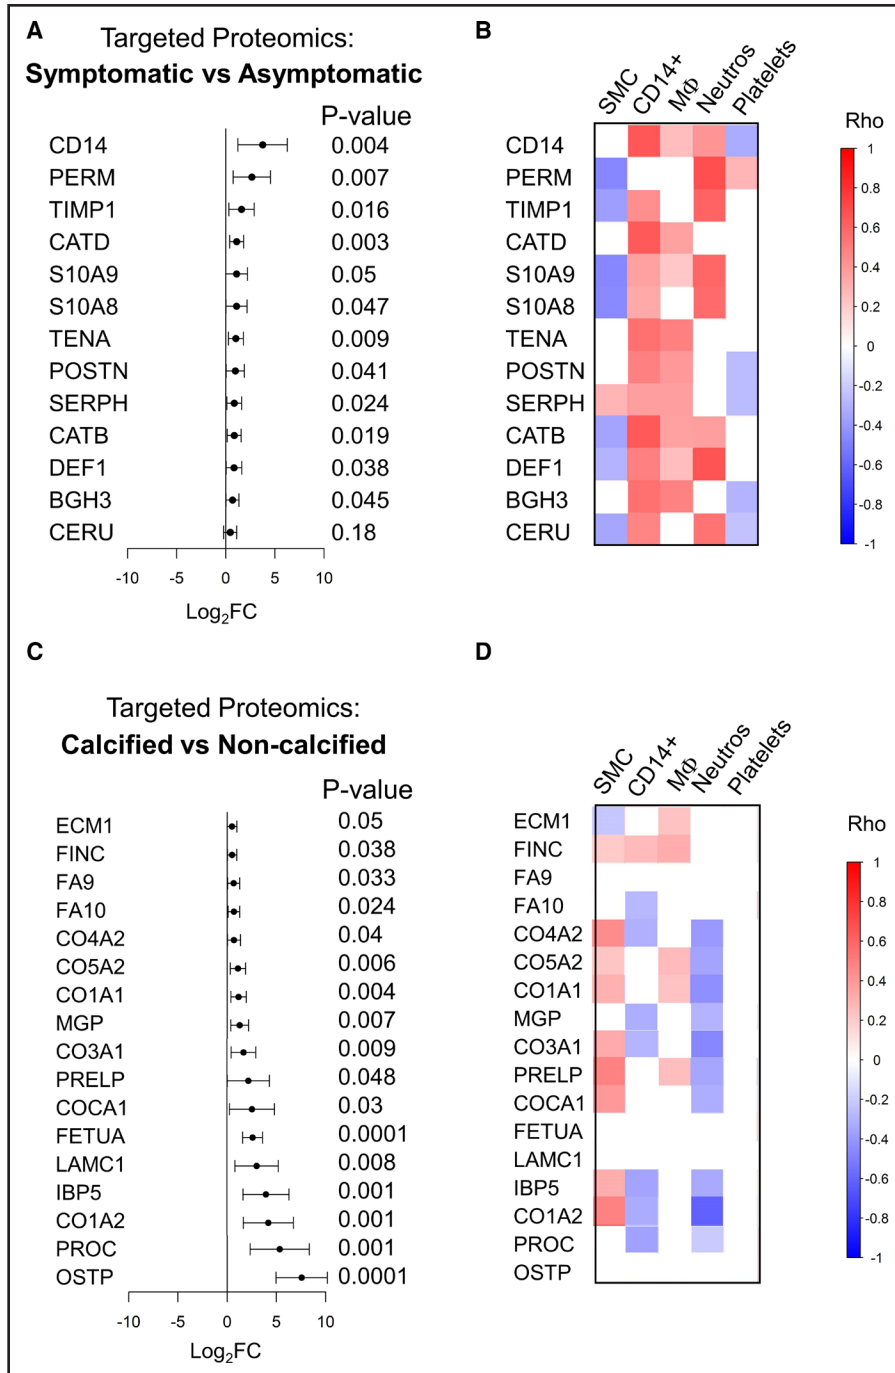 A
Targeted Proteomics:
Symptomatic vs Asymptomatic
P-value
CD14 0.004
PERM 0.007
TIMP1 0.016
CATD 0.003
S10A9 0.05
S10A8 0.047
TENA 0.009
POSTN 0.041
SERPH 0.024
CATB 0.019
DEF1 0.038
BGH3 0.045
CERU 0.18
-10 -5 0 5 10
Log₂FC
B
SMC CD14+ MΦ Neutros Platelets
CD14
PERM
TIMP1
CATD
S10A9
S10A8
TENA
POSTN
SERPH
CATB
DEF1
BGH3
CERU
Rho
1
0.8
0.6
0.4
0.2
0
-0.2
-0.4
-0.6
-0.8
-1
C
Targeted Proteomics:
Calcified vs Non-calcified
P-value
ECM1 0.05
FINC 0.038
FA9 0.033
FA10 0.024
CO4A2 0.04
CO5A2 0.006
CO1A1 0.004
MGP 0.007
CO3A1 0.009
PRELP 0.048
COCA1 0.03
FETUA 0.0001
LAMC1 0.008
IBP5 0.001
CO1A2 0.001
PROC 0.001
OSTP 0.0001
-10 -5 0 5 10
Log₂FC
D
SMC CD14+ MΦ Neutros Platelets
ECM1
FINC
FA9
FA10
CO4A2
CO5A2
CO1A1
MGP
CO3A1
PRELP
COCA1
FETUA
LAMC1
IBP5
CO1A2
PROC
OSTP
Rho
1
0.8
0.6
0.4
0.2
0
-0.2
-0.4
-0.6
-0.8
-1